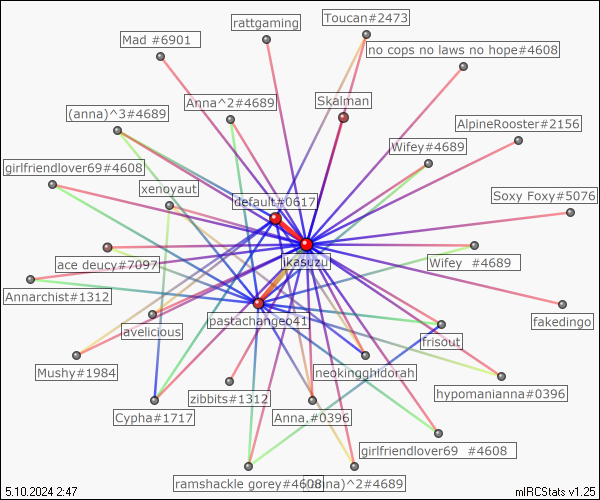 Toucan#2473
rattgaming
Mad #6901
no cops no laws no hope#4608
Skalman
Anna^2#4689
(anna)^3#4689
AlpineRooster#2156
Wifey#4689
girlfriendlover69#4608
xenoyaut
Soxy Foxy#5076
default#0617
ikasuzu
ace deucy#7097
Wifey #4689
Annarchist#1312
fakedingo
avelicious
pastachangeo41
frisout
Mushy#1984
neokingghidorah
hypomanianna#0396
zibbits#1312
Cypha#1717
Anna,#0396
girlfriendlover69 #4608
ramshackle gorey#4608
(anna)^2#4689
5.10.2024 2:47
mIRCStats v1.25